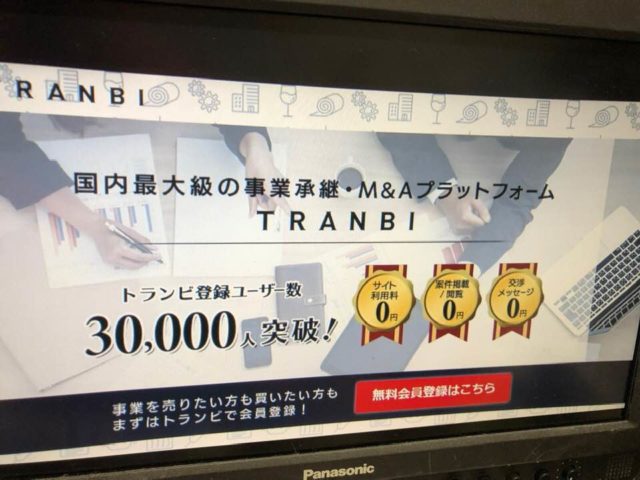 RANBI
国内最大級の事業承継・M&Aプラットフォーム
TRANBI
トランビ登録ユーザー数
30,000人突破!
サイト
利用料
0円
案件掲載
/閲覧
0円
交渉
メッセージ
0円
事業を売りたい方も買いたい方も
まずはトランビで会員登録!
無料会員登録はこちら
Panasonic